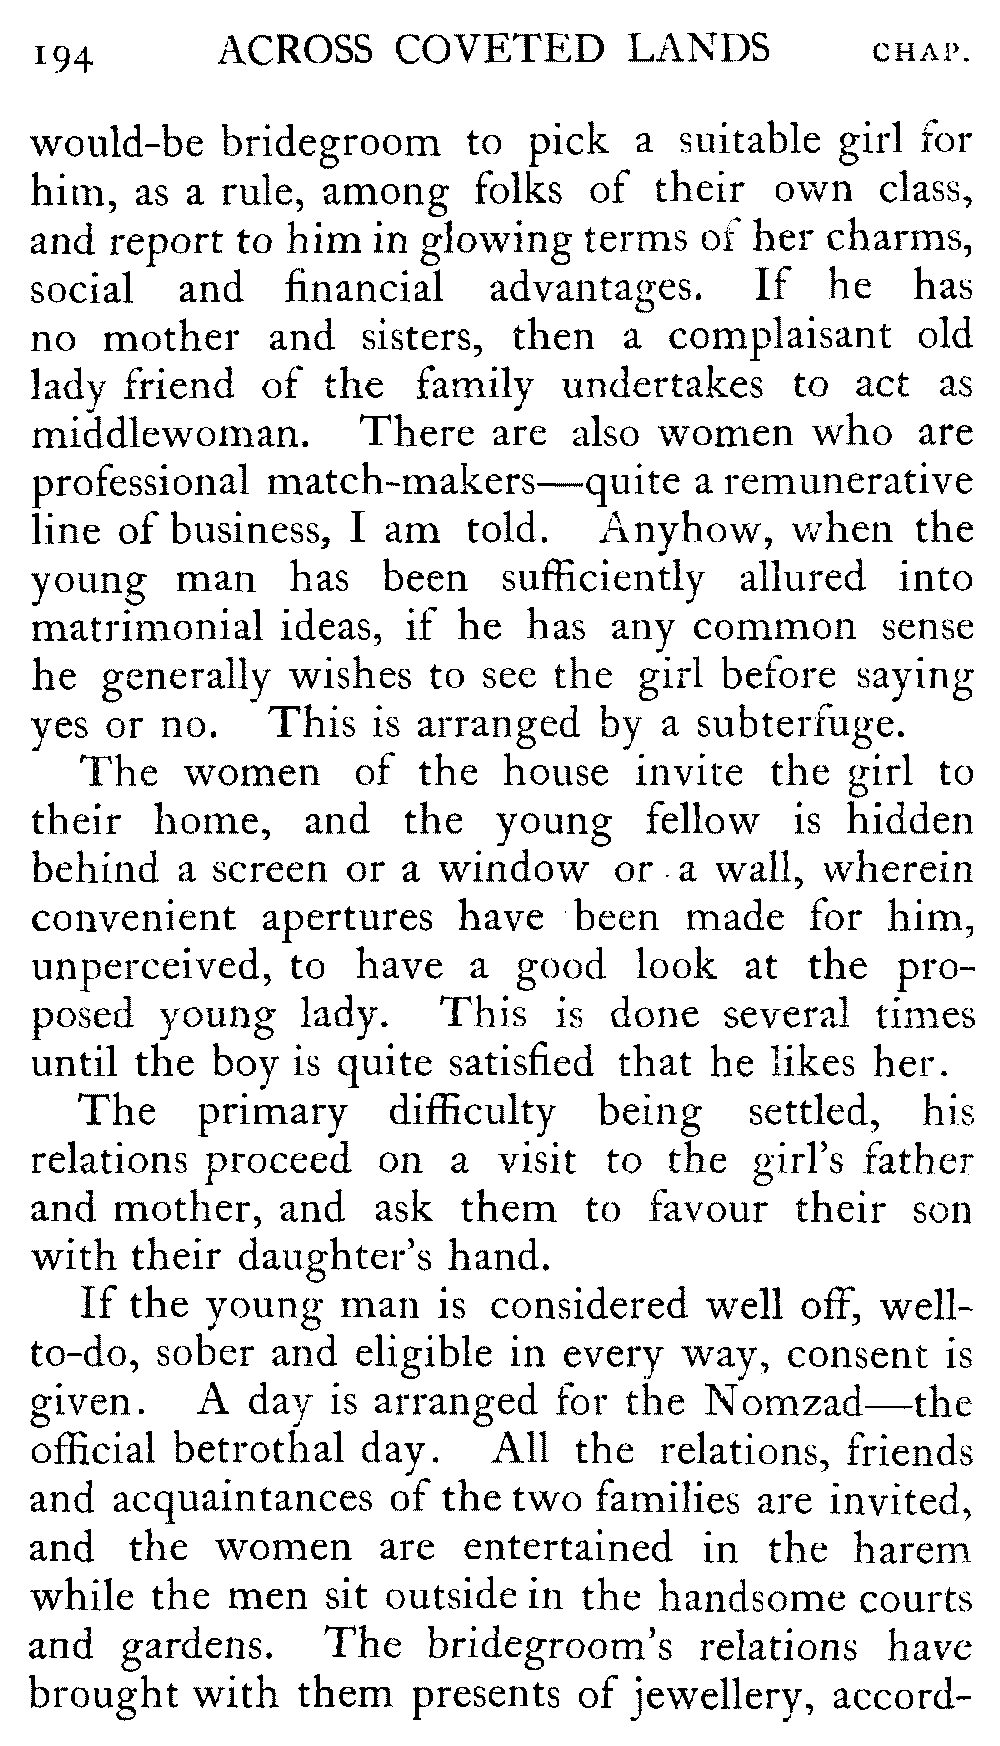 194 ACROSS COVETED LANDS CHAP.
would-be bridegroom to pick a suitable girl for
him, as a rule, among folks of their own class,
and report to him in glowing terms of her charms,
social and financial advantages. If he has
no mother and sisters, then a complaisant old
lady friend of the family undertakes to act as
middlewoman. There are also women who are
professional match-makers—quite a remunerative
line of business, I am told. Anyhow, when the
young man has been sufficiently allured into
matrimonial ideas, if he has any common sense
he generally wishes to see the girl before saying
yes or no. This is arranged by a subterfuge.
The women of the house invite the girl to
their home, and the young fellow is hidden
behind a screen or a window or a wall, wherein
convenient apertures have been made for him,
unperceived, to have a good look at the pro-
posed young lady. This is done several times
until the boy is quite satisfied that he likes her.
The primary difficulty being settled, his
relations proceed on a visit to the girl's father
and mother, and ask them to favour their son
with their daughter's hand.
If the young man is considered well off, well-
to-do, sober and eligible in every way, consent is
given. A day is arranged for the Nomzad—the
official betrothal day. All the relations, friends
and acquaintances of the two families are invited,
and the women are entertained in the harem
while the men sit outside in the handsome courts
and gardens. The bridegroom's relations have
brought with them presents of jewellery, accord-